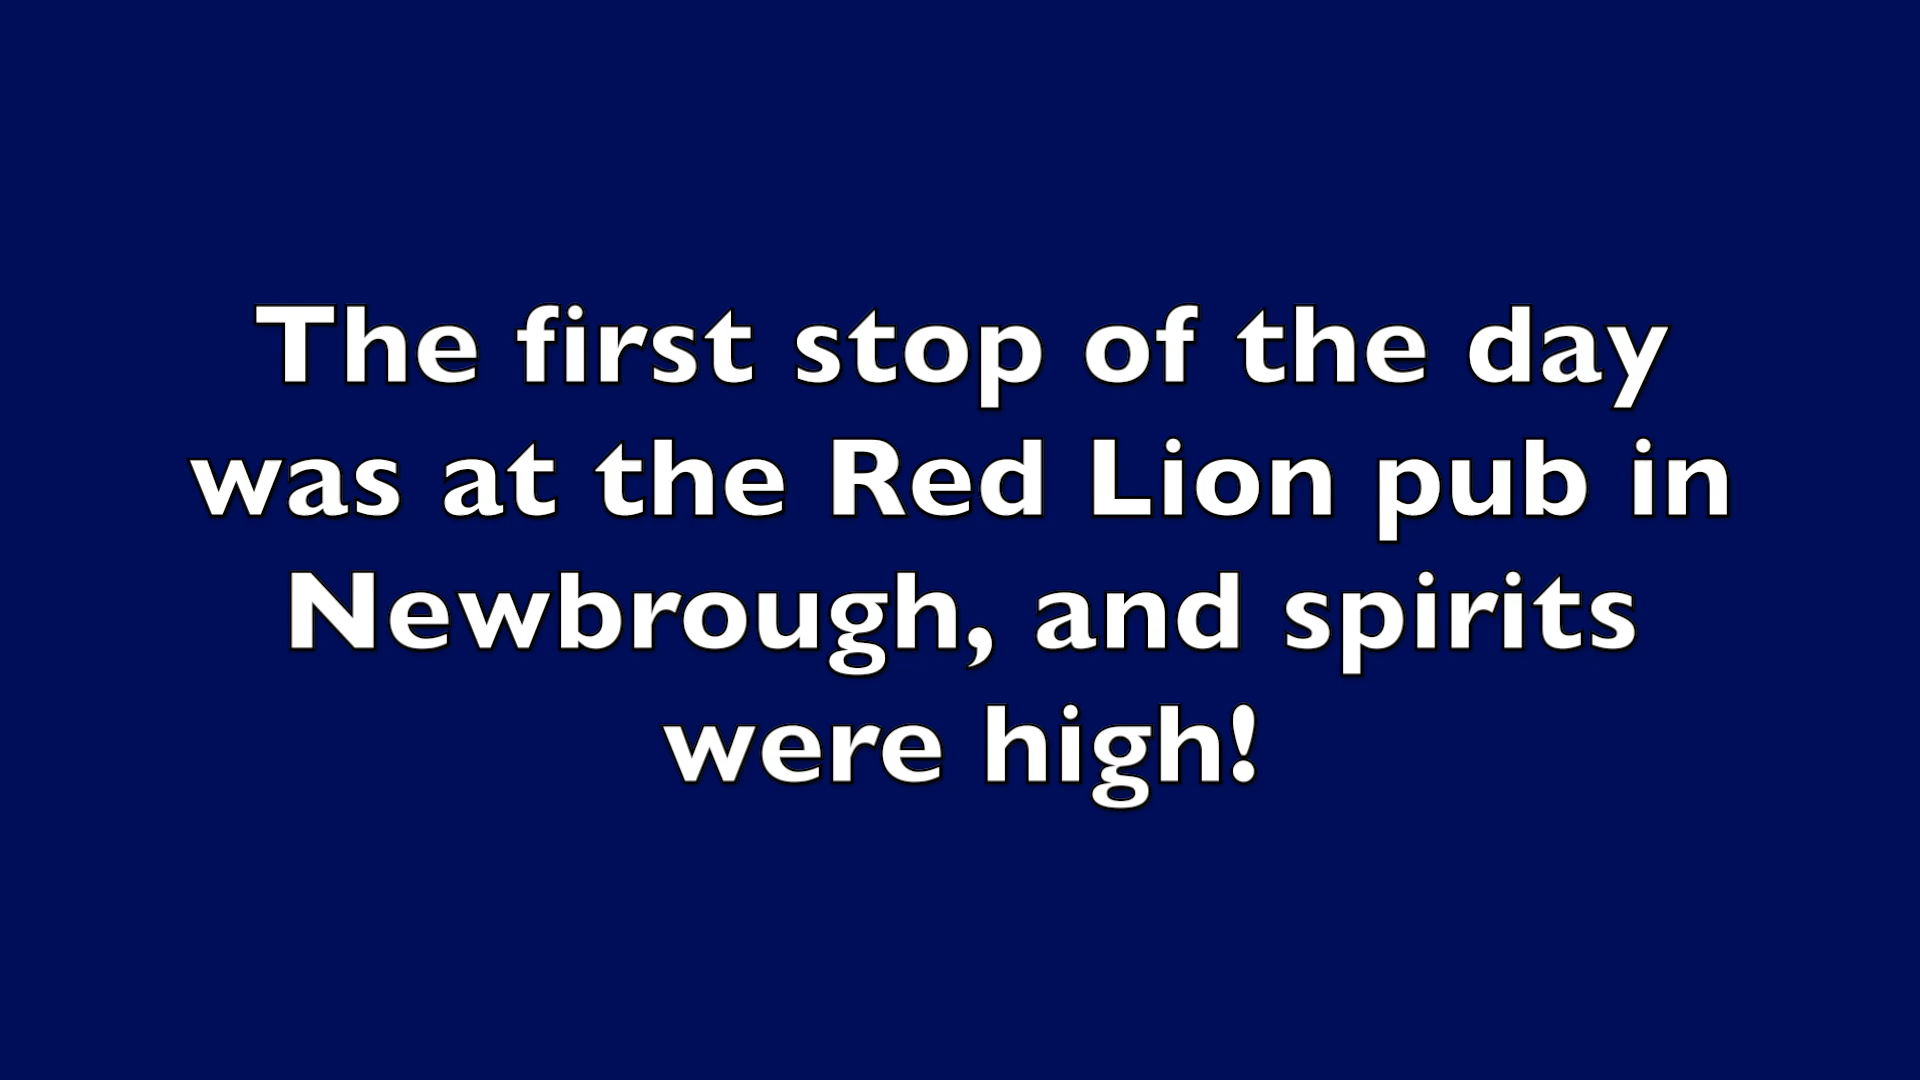 The first stop of the day
was at the Red Lion pub in
Newbrough, and spirits
were high!